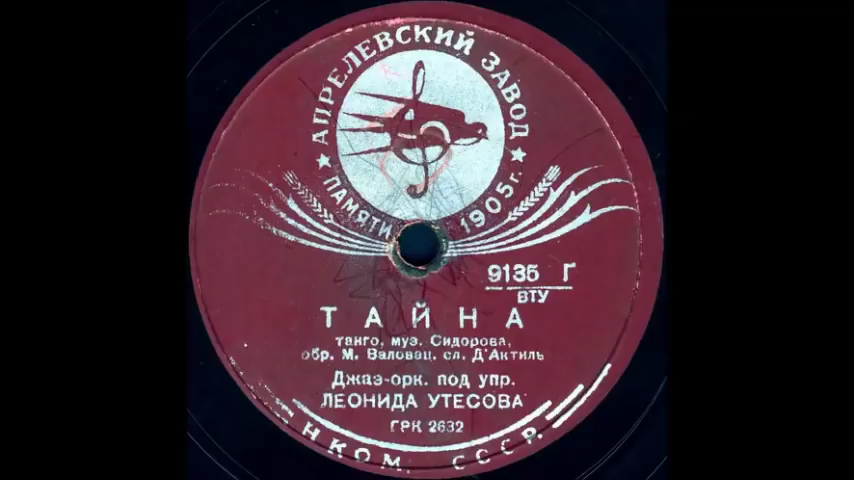 АПРЕЛЕВСКИЙ ЗАВОД
ПАМЯТИ 1905 г.
9135 Г
ВТУ
ТАЙНА
танго, муз. Сидорова,
обр. М.Валовац, сл. Д'Актиль
Джаз-орк. под упр.
ЛЕОНИДА УТЕСОВА
ГРК 2632
НКОМ. СССР.